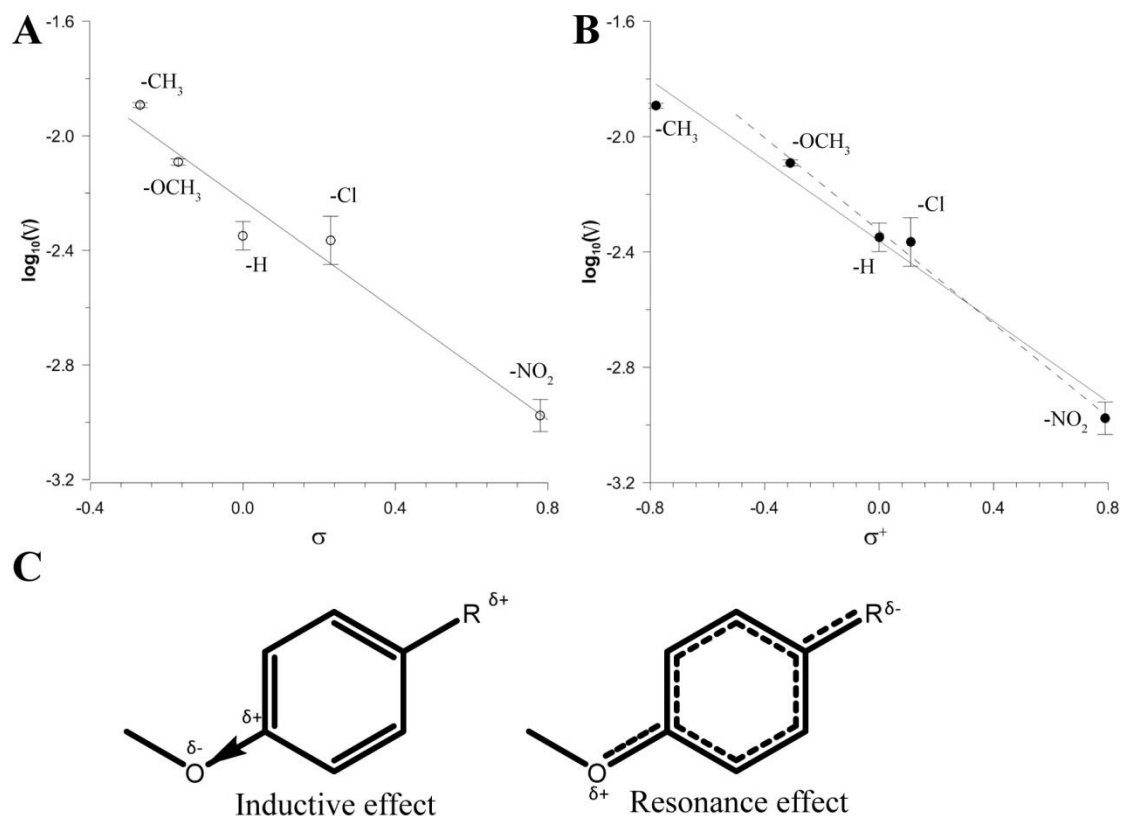 A
-1.6
-2.0
-2.4
-2.8
-3.2
log₁₀(V)
-CH₃
-OCH₃
-Cl
-H
-NO₂
-0.4 0.0 0.4 0.8
σ
B
-1.6
-2.0
-2.4
-2.8
-3.2
log₁₀(V)
-CH₃
-OCH₃
-Cl
-H
-NO₂
-0.8 -0.4 0.0 0.4 0.8
σ⁺
C
R δ+
δ+
δ-
O
Inductive effect
R δ-
O
δ+
Resonance effect